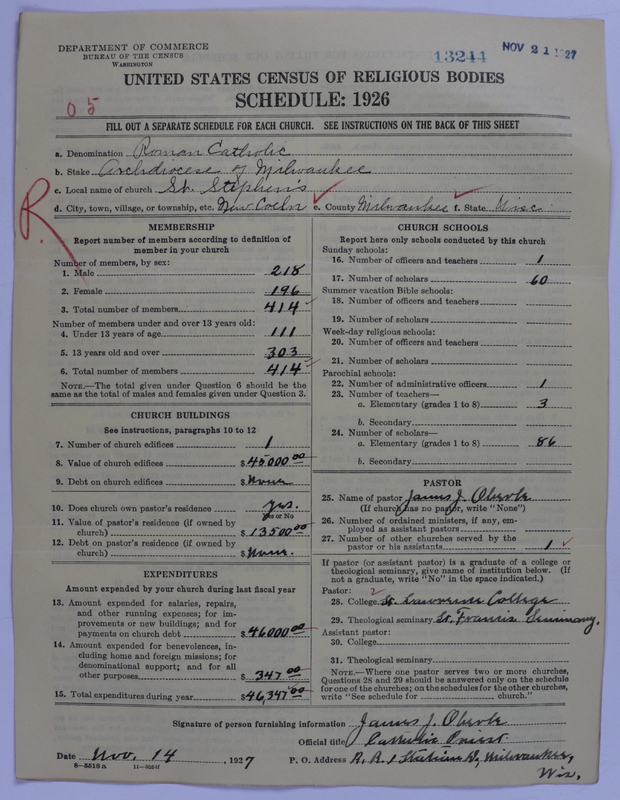 DEPARTMENT OF COMMERCE
BUREAU OF THE CENSUS
WASHINGTON
13244
NOV 21 1927
UNITED STATES CENSUS OF RELIGIOUS BODIES
SCHEDULE: 1926
05
FILL OUT A SEPARATE SCHEDULE FOR EACH CHURCH. SEE INSTRUCTIONS ON THE BACK OF THIS SHEET
R
a. Denomination Roman Catholic
b. Stake Archdiocese of Milwaukee
c. Local name of church St. Stephen's
d. City, town, village, or township, etc. New Coeln e. County Milwaukee f. State Wisc
MEMBERSHIP
Report number of members according to definition of
member in your church
Number of members, by sex:
1. Male 218
2. Female 196
3. Total number of members 414
Number of members under and over 13 years old:
4. Under 13 years of age 111
5. 13 years old and over 303
6. Total number of members 414
NOTE.—The total given under Question 6 should be the
same as the total of males and females given under Question 3.
CHURCH BUILDINGS
See instructions, paragraphs 10 to 12
7. Number of church edifices 1
8. Value of church edifices $45000.00
9. Debt on church edifices $None
10. Does church own pastor's residence yes.
Yes or No
11. Value of pastor's residence (if owned by
church) $13500.00
12. Debt on pastor's residence (if owned by
church) $None.
EXPENDITURES
Amount expended by your church during last fiscal year
13. Amount expended for salaries, repairs,
and other running expenses; for im-
provements or new buildings; and for
payments on church debt $46000.00
14. Amount expended for benevolences, in-
cluding home and foreign missions; for
denominational support; and for all
other purposes $347.00
15. Total expenditures during year $46,347.00
CHURCH SCHOOLS
Report here only schools conducted by this church
Sunday schools:
16. Number of officers and teachers 1
17. Number of scholars 60
Summer vacation Bible schools:
18. Number of officers and teachers
19. Number of scholars
Week-day religious schools:
20. Number of officers and teachers
21. Number of scholars
Parochial schools:
22. Number of administrative officers 1
23. Number of teachers—
a. Elementary (grades 1 to 8) 3
b. Secondary
24. Number of scholars—
a. Elementary (grades 1 to 8) 86
b. Secondary
PASTOR
25. Name of pastor James J. Oberle
(If church has no pastor, write "None")
26. Number of ordained ministers, if any, em-
ployed as assistant pastors
27. Number of other churches served by the
pastor or his assistants 1
If pastor (or assistant pastor) is a graduate of a college or
theological seminary, give name of institution below. (If
not a graduate, write "No" in the space indicated.)
Pastor: 2
28. College St. Lawrence College
29. Theological seminary St. Francis Seminary.
Assistant pastor:
30. College
31. Theological seminary
NOTE.—Where one pastor serves two or more churches,
Questions 28 and 29 should be answered only on the schedule
for one of the churches; on the schedules for the other churches,
write "See schedule for church."
Signature of person furnishing information James J. Oberle
Official title Catholic Priest
Date Nov. 14, 1927 P. O. Address R. R. 1 Station D, Milwaukee,
Wis.
8—5518a 11—9051